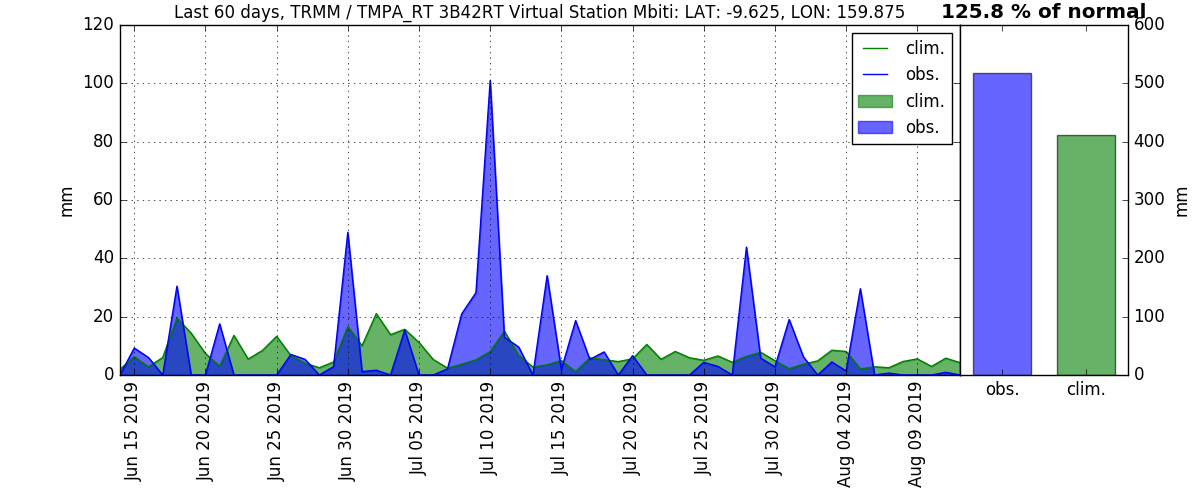 Last 60 days, TRMM / TMPA_RT 3B42RT Virtual Station Mbiti: LAT: -9.625, LON: 159.875
125.8 % of normal
120
100
80
60
40
20
0
mm
clim.
obs.
clim.
obs.
Jun 15 2019
Jun 20 2019
Jun 25 2019
Jun 30 2019
Jul 05 2019
Jul 10 2019
Jul 15 2019
Jul 20 2019
Jul 25 2019
Jul 30 2019
Aug 04 2019
Aug 09 2019
600
500
400
300
200
100
0
mm
obs.
clim.